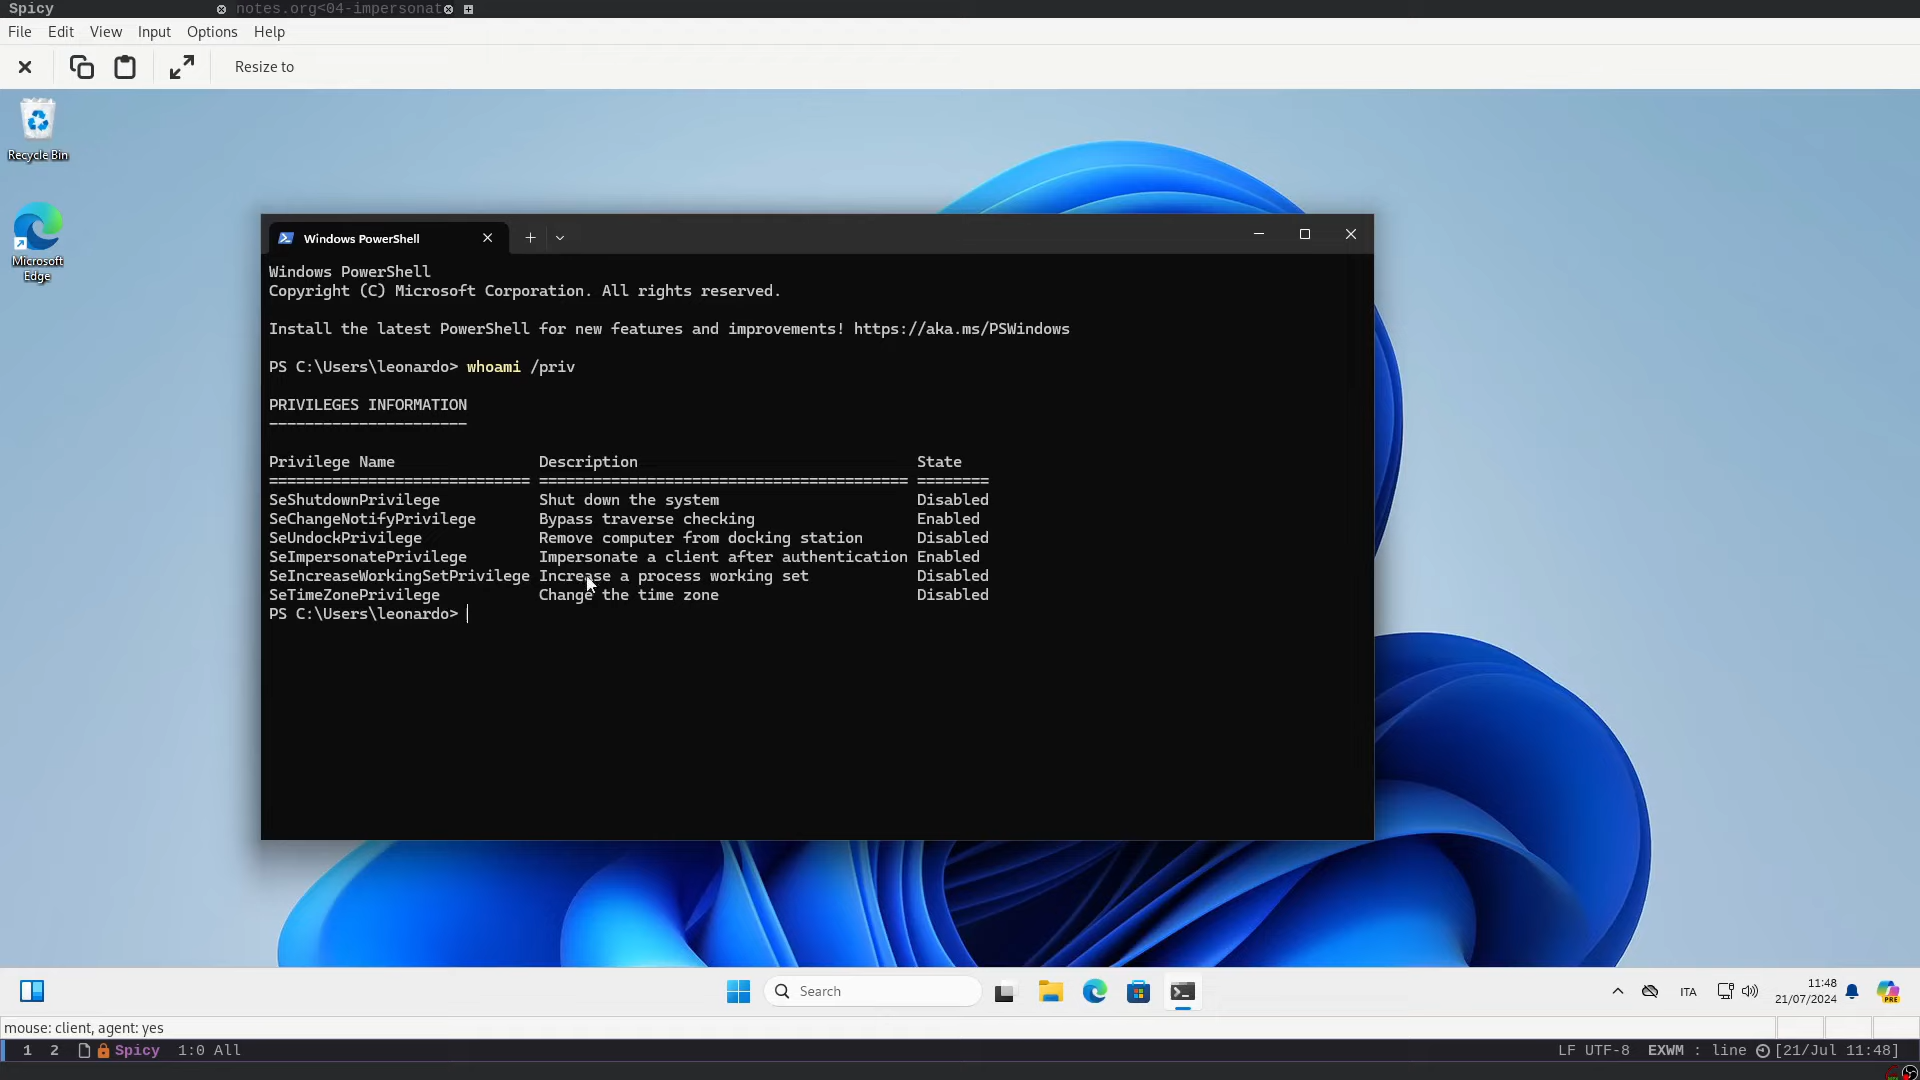 Spicy
notes.org<04-impersonat
File Edit View Input Options Help
Resize to
Recycle Bin
Microsoft
Edge
Windows PowerShell
Windows PowerShell
Copyright (C) Microsoft Corporation. All rights reserved.
Install the latest PowerShell for new features and improvements! https://aka.ms/PSWindows
PS C:\Users\leonardo> whoami /priv
PRIVILEGES INFORMATION
----------------------
Privilege Name Description State
============================= ========================================= ========
SeShutdownPrivilege Shut down the system Disabled
SeChangeNotifyPrivilege Bypass traverse checking Enabled
SeUndockPrivilege Remove computer from docking station Disabled
SeImpersonatePrivilege Impersonate a client after authentication Enabled
SeIncreaseWorkingSetPrivilege Increase a process working set Disabled
SeTimeZonePrivilege Change the time zone Disabled
PS C:\Users\leonardo>
Search
ITA
11:48
21/07/2024
PRE
mouse: client, agent: yes
1 2 Spicy 1:0 All LF UTF-8 EXWM : line [21/Jul 11:48]